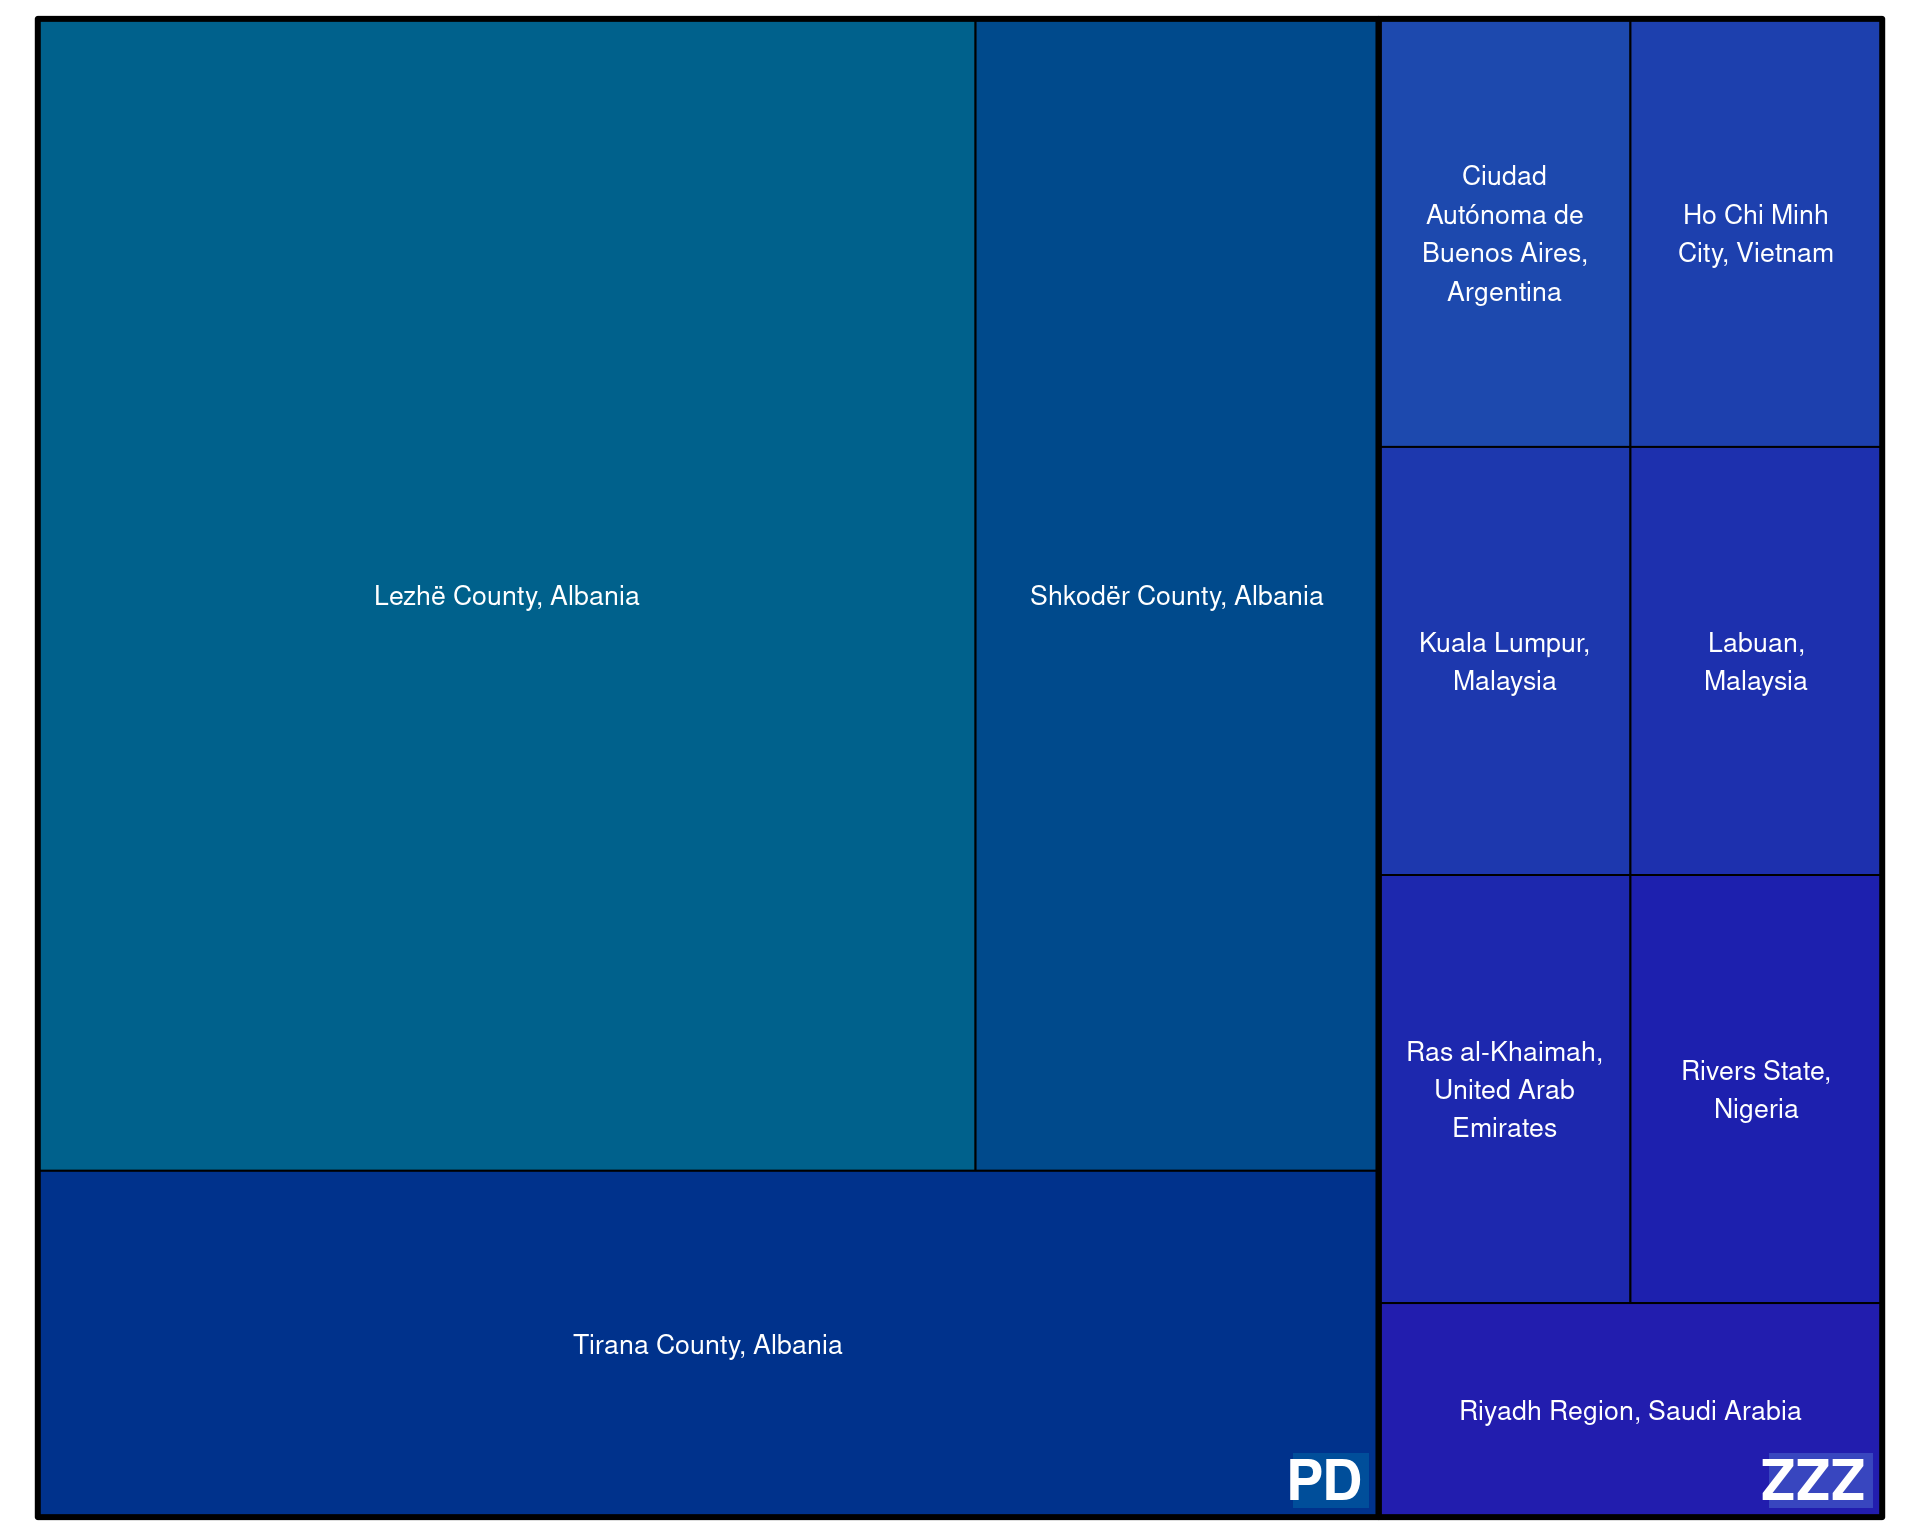 Lezhë County, Albania
Shkodër County, Albania
Tirana County, Albania
PD
Ciudad
Autónoma de
Buenos Aires,
Argentina
Ho Chi Minh
City, Vietnam
Kuala Lumpur,
Malaysia
Labuan,
Malaysia
Ras al-Khaimah,
United Arab
Emirates
Rivers State,
Nigeria
Riyadh Region, Saudi Arabia
ZZZ